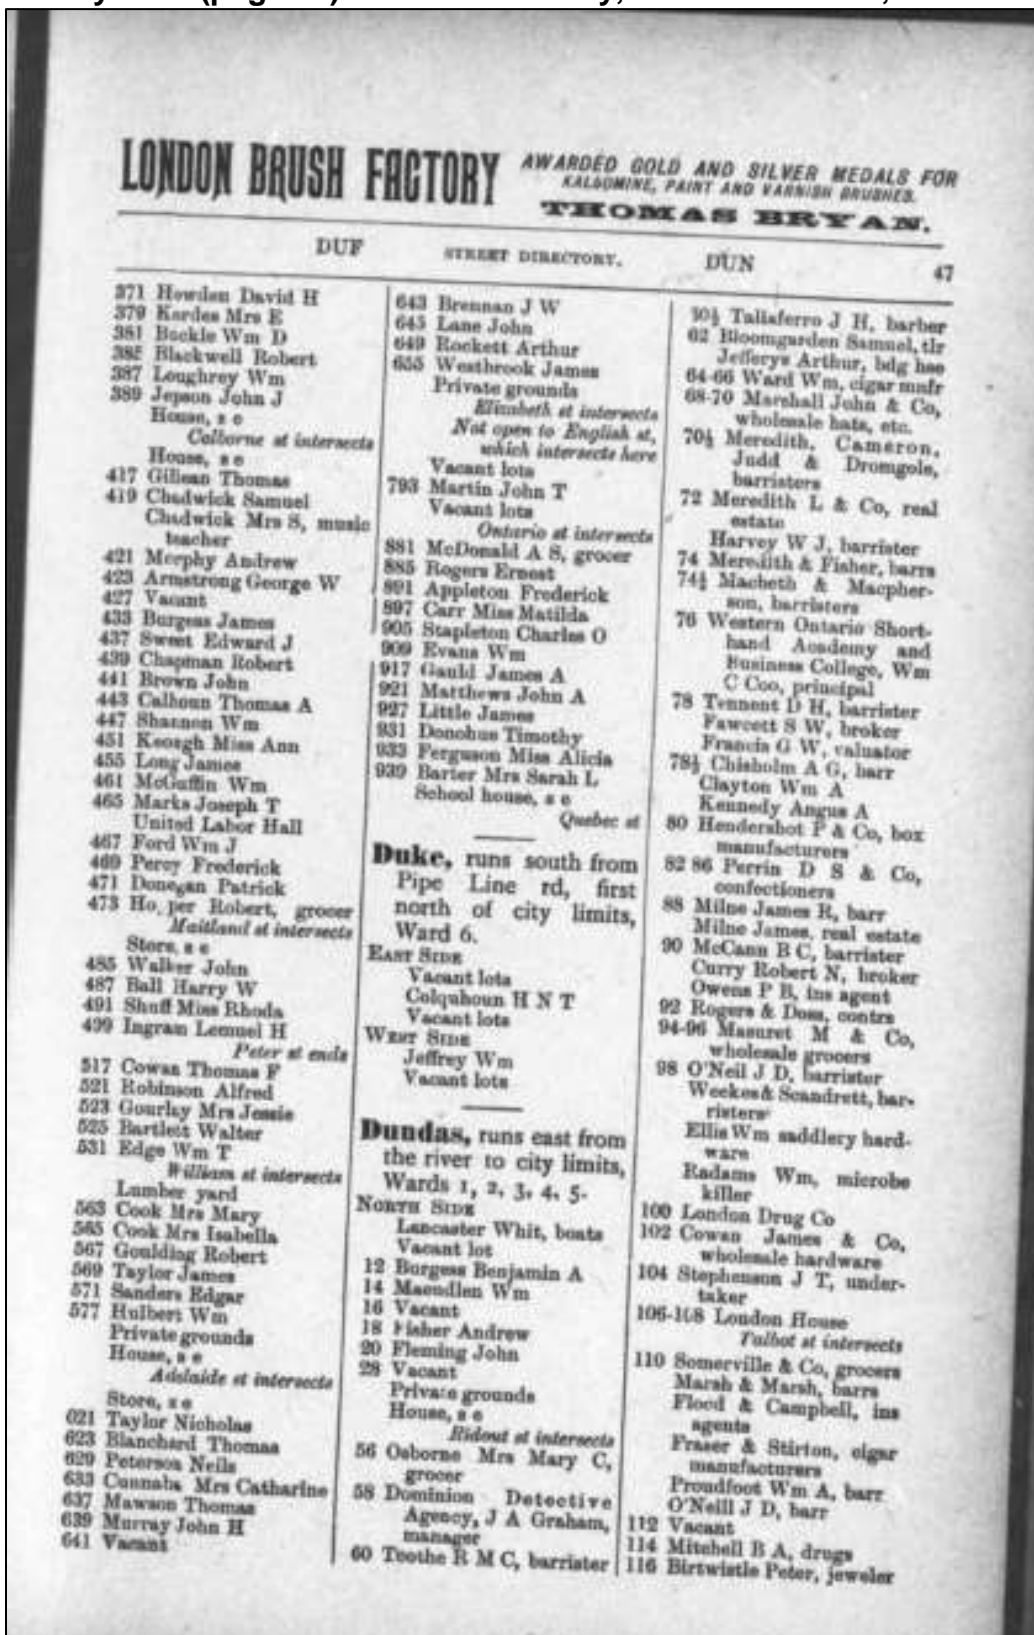 LONDON BRUSH FACTORY
AWARDED GOLD AND SILVER MEDALS FOR
KALSOMINE, PAINT AND VARNISH BRUSHES.
THOMAS BRYAN.
DUF
STREET DIRECTORY.
DUN
47
371 Howden David H
379 Kordes Mrs E
381 Buckle Wm D
385 Blackwell Robert
387 Loughrey Wm
389 Jepson John J
House, s e
Colborne st intersects
House, s e
417 Gillean Thomas
419 Chadwick Samuel
Chadwick Mrs S, music
teacher
421 Murphy Andrew
423 Armstrong George W
427 Vacant
433 Burgess James
437 Sweet Edward J
439 Chapman Robert
441 Brown John
443 Calhoun Thomas A
447 Shannon Wm
451 Keough Miss Ann
455 Long James
461 McGuffin Wm
465 Marks Joseph T
United Labor Hall
467 Ford Wm J
469 Percy Frederick
471 Donegan Patrick
473 Ho per Robert, grocer
Maitland st intersects
Store, s e
485 Walker John
487 Ball Harry W
491 Shuff Miss Rhoda
499 Ingram Lemuel H
Peter st ends
517 Cowan Thomas F
521 Robinson Alfred
523 Gourlay Mrs Jessie
525 Bartlett Walter
531 Edge Wm T
William st intersects
Lumber yard
563 Cook Mrs Mary
565 Cook Mrs Isabella
567 Goulding Robert
569 Taylor James
571 Sanders Edgar
577 Hulbert Wm
Private grounds
House, s e
Adelaide st intersects
Store, s e
621 Taylor Nicholas
623 Blanchard Thomas
629 Peterson Neils
633 Cunnabe Mrs Catharine
637 Mawson Thomas
639 Murray John H
641 Vacant
643 Brennan J W
645 Lane John
649 Rockett Arthur
655 Westbrook James
Private grounds
Elizabeth st intersects
Not open to English st,
which intersects here
Vacant lots
793 Martin John T
Vacant lots
Ontario st intersects
881 McDonald A S, grocer
885 Rogers Ernest
891 Appleton Frederick
897 Carr Miss Matilda
905 Stapleton Charles O
909 Evans Wm
917 Gauld James A
921 Matthews John A
927 Little James
931 Donohue Timothy
933 Ferguson Miss Alicia
939 Barter Mrs Sarah L
School house, s e
Quebec st
Duke, runs south from
Pipe Line rd, first
north of city limits,
Ward 6.
EAST SIDE
Vacant lots
Colquhoun H N T
Vacant lots
WEST SIDE
Jeffrey Wm
Vacant lots
Dundas, runs east from
the river to city limits,
Wards 1, 2, 3, 4, 5.
NORTH SIDE
Lancaster Whit, boats
Vacant lot
12 Burgess Benjamin A
14 Macudlen Wm
16 Vacant
18 Fisher Andrew
20 Fleming John
28 Vacant
Private grounds
House, s e
Ridout st intersects
56 Osborne Mrs Mary C,
grocer
58 Dominion Detective
Agency, J A Graham,
manager
60 Toothe R M C, barrister
60½ Taliaferro J H, barber
62 Bloomgarden Samuel, tlr
Jefferys Arthur, bdg hse
64-66 Ward Wm, cigar mnfr
68-70 Marshall John & Co,
wholesale hats, etc.
70½ Meredith, Cameron,
Judd & Dromgole,
barristers
72 Meredith L & Co, real
estate
Harvey W J, barrister
74 Meredith & Fisher, barrs
74½ Macbeth & Macpher-
son, barristers
76 Western Ontario Short-
hand Academy and
Business College, Wm
C Coo, principal
78 Tennent D H, barrister
Fawcett S W, broker
Francis G W, valuator
78½ Chisholm A G, barr
Clayton Wm A
Kennedy Angus A
80 Hendershot P & Co, box
manufacturers
82 86 Perrin D S & Co,
confectioners
88 Milne James R, barr
Milne James, real estate
90 McCann B C, barrister
Curry Robert N, broker
Owens P B, ins agent
92 Rogers & Doss, contrs
94-96 Masuret M & Co,
wholesale grocers
98 O'Neil J D, barrister
Weekes & Scandrett, bar-
risters
Ellis Wm saddlery hard-
ware
Radams Wm, microbe
killer
100 London Drug Co
102 Cowan James & Co,
wholesale hardware
104 Stephenson J T, under-
taker
106-108 London House
Talbot st intersects
110 Somerville & Co, grocers
Marsh & Marsh, barrs
Flood & Campbell, ins
agents
Fraser & Stirton, cigar
manufacturers
Proudfoot Wm A, barr
O'Neill J D, barr
112 Vacant
114 Mitchell B A, drugs
116 Birtwistle Peter, jeweler